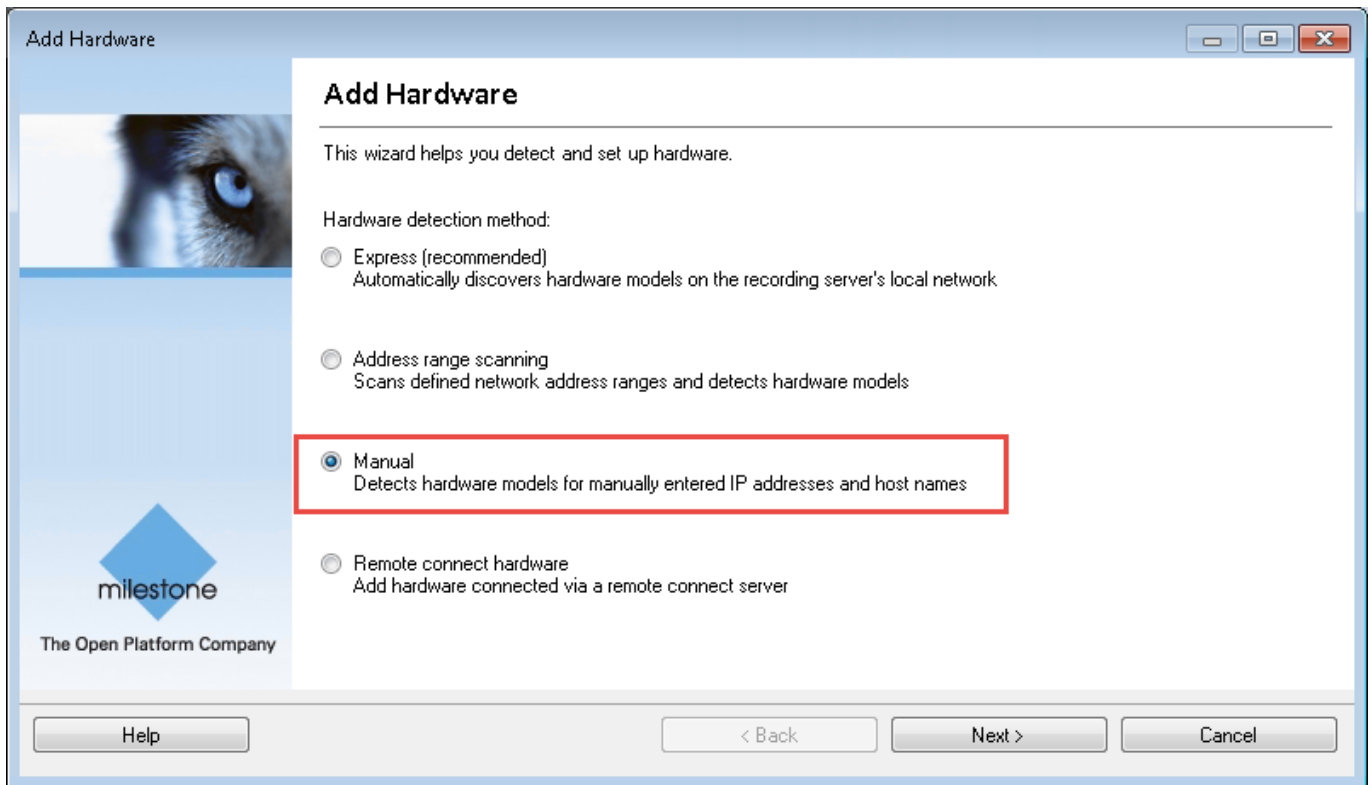 Add Hardware
Add Hardware
This wizard helps you detect and set up hardware.
Hardware detection method:
Express (recommended)
Automatically discovers hardware models on the recording server's local network
Address range scanning
Scans defined network address ranges and detects hardware models
Manual
Detects hardware models for manually entered IP addresses and host names
Remote connect hardware
Add hardware connected via a remote connect server
milestone
The Open Platform Company
Help
< Back
Next >
Cancel